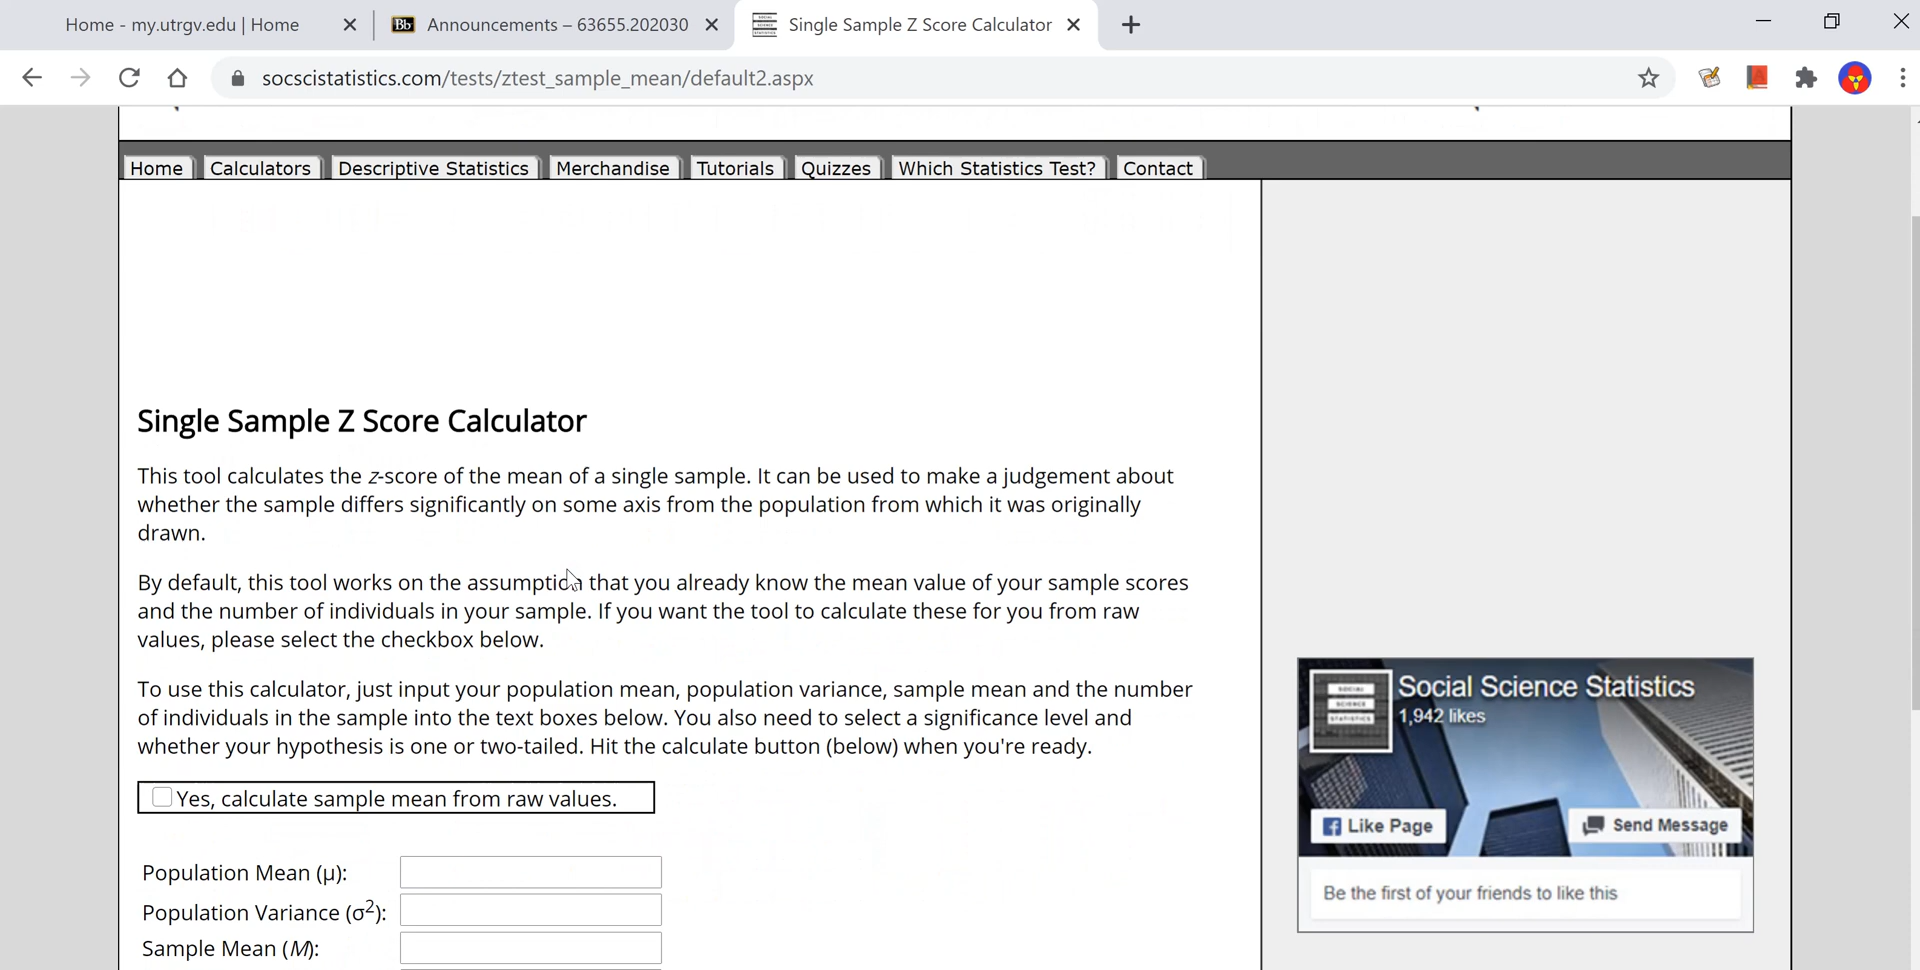 Home - my.utrgv.edu | Home
Bb Announcements – 63655.202030
Single Sample Z Score Calculator
socscistatistics.com/tests/ztest_sample_mean/default2.aspx
Home Calculators Descriptive Statistics Merchandise Tutorials Quizzes Which Statistics Test? Contact
Single Sample Z Score Calculator
This tool calculates the z-score of the mean of a single sample. It can be used to make a judgement about
whether the sample differs significantly on some axis from the population from which it was originally
drawn.
By default, this tool works on the assumption that you already know the mean value of your sample scores
and the number of individuals in your sample. If you want the tool to calculate these for you from raw
values, please select the checkbox below.
To use this calculator, just input your population mean, population variance, sample mean and the number
of individuals in the sample into the text boxes below. You also need to select a significance level and
whether your hypothesis is one or two-tailed. Hit the calculate button (below) when you're ready.
Yes, calculate sample mean from raw values.
Population Mean (μ):
Population Variance (σ²):
Sample Mean (M):
SOCIAL
SCIENCE
STATISTICS
Social Science Statistics
1,942 likes
Like Page
Send Message
Be the first of your friends to like this